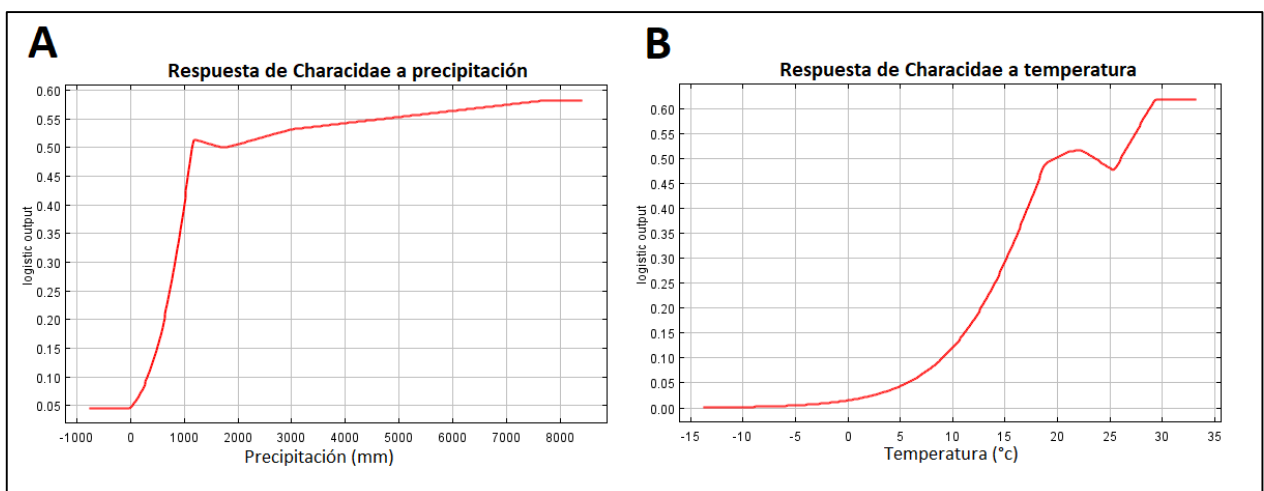 A
Respuesta de Characidae a precipitación
logistic output
0.60
0.55
0.50
0.45
0.40
0.35
0.30
0.25
0.20
0.15
0.10
0.05
-1000 0 1000 2000 3000 4000 5000 6000 7000 8000
Precipitación (mm)
B
Respuesta de Characidae a temperatura
logistic output
0.60
0.55
0.50
0.45
0.40
0.35
0.30
0.25
0.20
0.15
0.10
0.05
0.00
-15 -10 -5 0 5 10 15 20 25 30 35
Temperatura (°c)